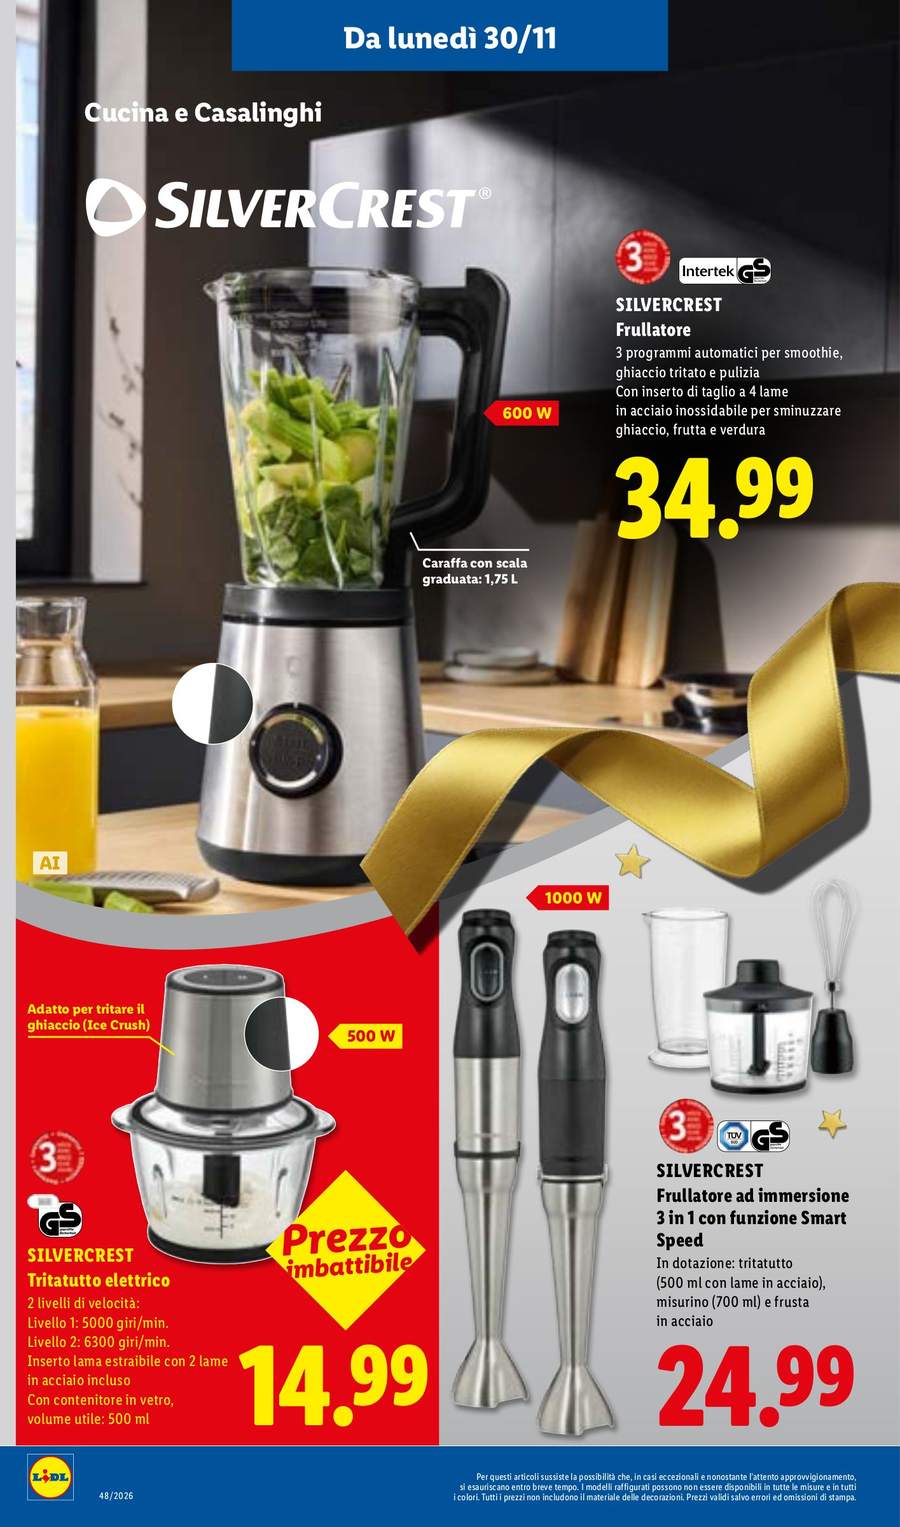 Da lunedì 30/11
Cucina e Casalinghi
SILVERCREST®
3
Intertek GS
SILVERCREST
Frullatore
3 programmi automatici per smoothie,
ghiaccio tritato e pulizia
Con inserto di taglio a 4 lame
in acciaio inossidabile per sminuzzare
ghiaccio, frutta e verdura
600 W
34.99
Caraffa con scala
graduata: 1,75 L
AI
1000 W
Adatto per tritare il
ghiaccio (Ice Crush)
500 W
3
GS
SILVERCREST
Tritatutto elettrico
2 livelli di velocità:
Livello 1: 5000 giri/min.
Livello 2: 6300 giri/min.
Inserto lama estraibile con 2 lame
in acciaio incluso
Con contenitore in vetro,
volume utile: 500 ml
Prezzo
imbattibile
14.99
3
TÜV GS
SILVERCREST
Frullatore ad immersione
3 in 1 con funzione Smart
Speed
In dotazione: tritatutto
(500 ml con lame in acciaio),
misurino (700 ml) e frusta
in acciaio
24.99
LIDL
48/2026
Per questi articoli sussiste la possibilità che, in casi eccezionali e nonostante l'attento approvvigionamento,
si esauriscano entro breve tempo. I modelli raffigurati possono non essere disponibili in tutte le misure e in tutti
i colori. Tutti i prezzi non includono il materiale delle decorazioni. Prezzi validi salvo errori ed omissioni di stampa.